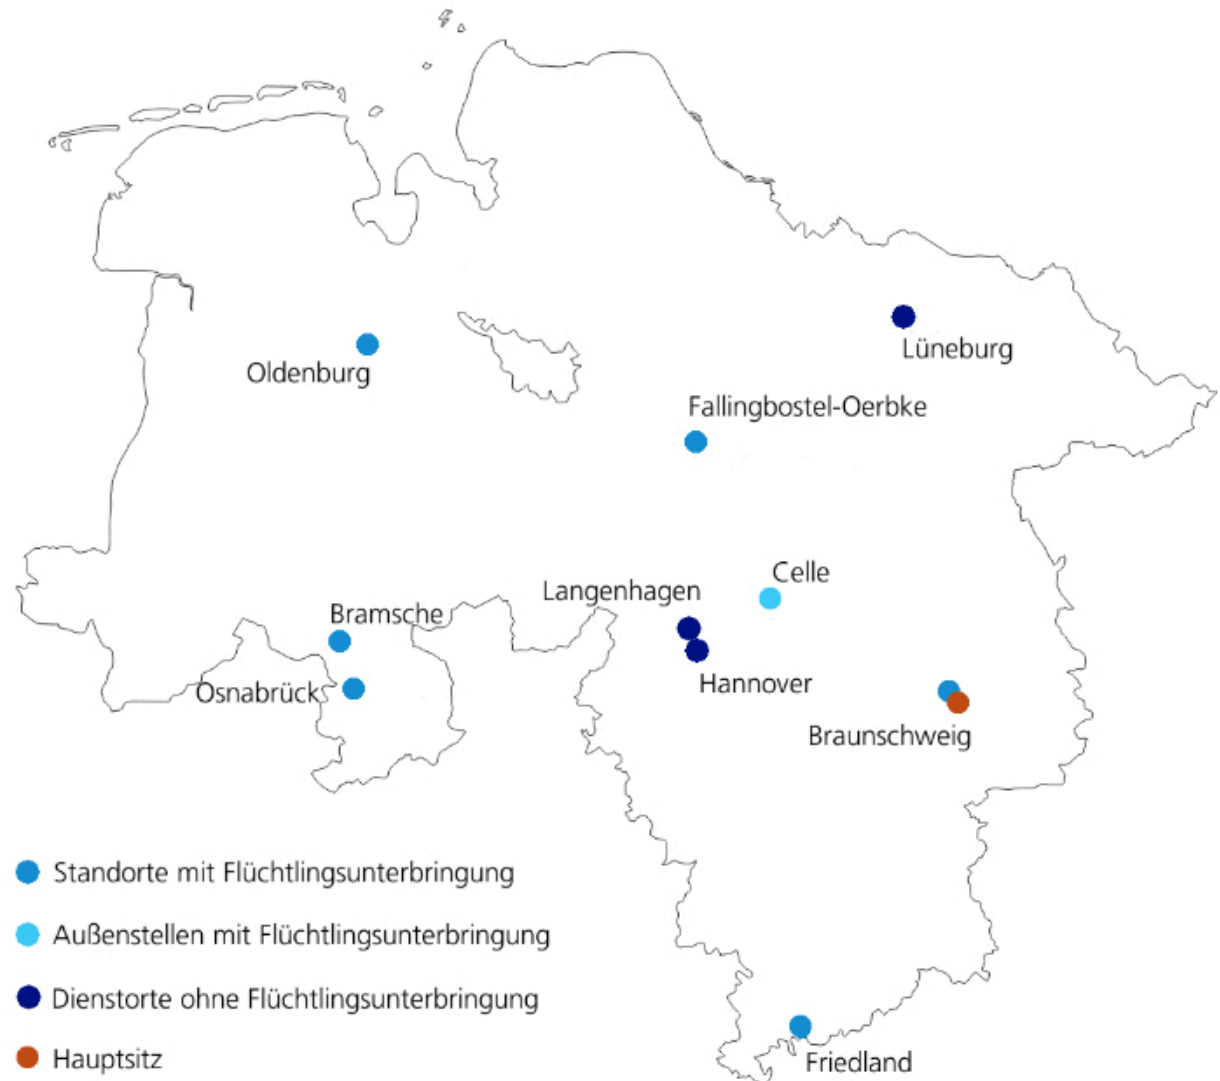 Lüneburg
Oldenburg
Fallingbostel-Oerbke
Celle
Langenhagen
Bramsche
Hannover
Osnabrück
Braunschweig
Standorte mit Flüchtlingsunterbringung
Außenstellen mit Flüchtlingsunterbringung
Dienstorte ohne Flüchtlingsunterbringung
Hauptsitz
Friedland